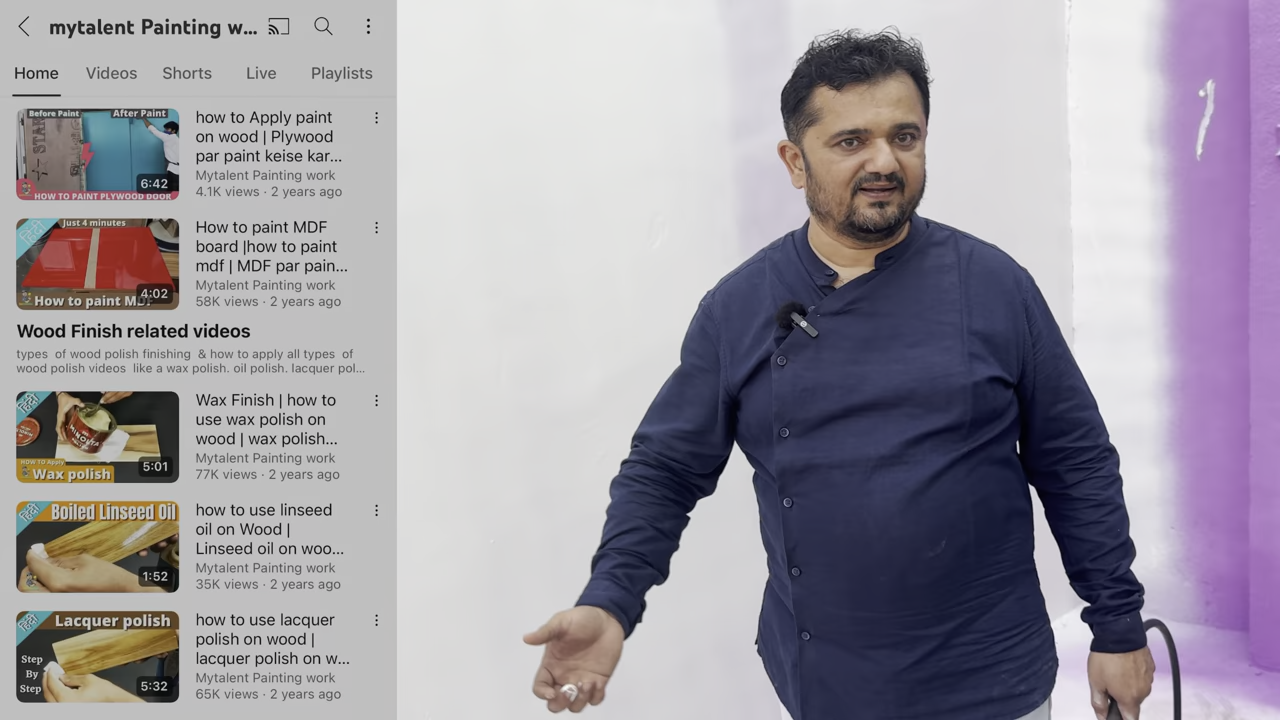 mytalent Painting w...
Home Videos Shorts Live Playlists
Before Paint After Paint
HOW TO PAINT PLYWOOD DOOR
6:42
how to Apply paint
on wood | Plywood
par paint keise kar...
Mytalent Painting work
4.1K views · 2 years ago
Just 4 minutes
How to paint MDF
4:02
How to paint MDF
board |how to paint
mdf | MDF par pain...
Mytalent Painting work
58K views · 2 years ago
Wood Finish related videos
types of wood polish finishing & how to apply all types of
wood polish videos like a wax polish. oil polish. lacquer pol...
HOW TO Apply
Wax polish
5:01
Wax Finish | how to
use wax polish on
wood | wax polish...
Mytalent Painting work
77K views · 2 years ago
Boiled Linseed Oil
1:52
how to use linseed
oil on Wood |
Linseed oil on woo...
Mytalent Painting work
35K views · 2 years ago
Lacquer polish
Step
By
Step
5:32
how to use lacquer
polish on wood |
lacquer polish on w...
Mytalent Painting work
65K views · 2 years ago